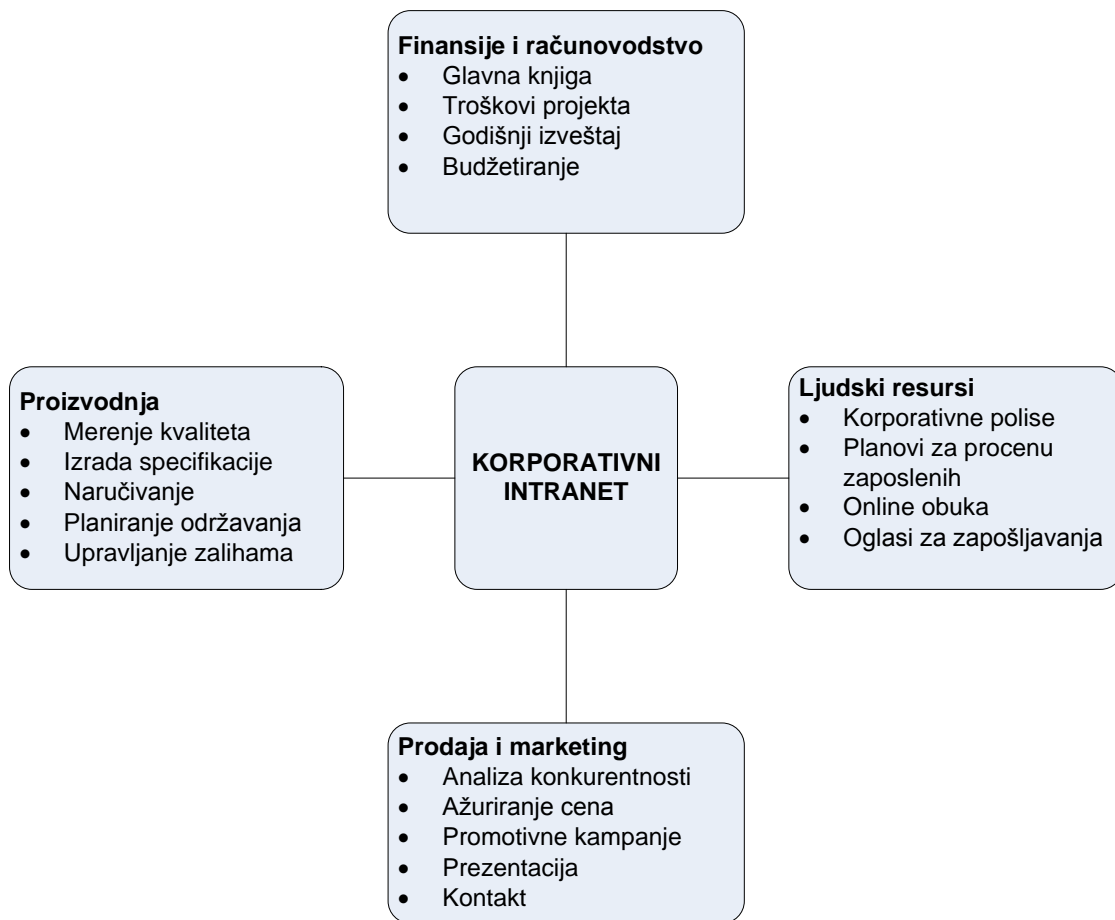 Finansije i računovodstvo
• Glavna knjiga
• Troškovi projekta
• Godišnji izveštaj
• Budžetiranje
Proizvodnja
• Merenje kvaliteta
• Izrada specifikacije
• Naručivanje
• Planiranje održavanja
• Upravljanje zalihama
KORPORATIVNI
INTRANET
Ljudski resursi
• Korporativne polise
• Planovi za procenu
zaposlenih
• Online obuka
• Oglasi za zapošljavanja
Prodaja i marketing
• Analiza konkurentnosti
• Ažuriranje cena
• Promotivne kampanje
• Prezentacija
• Kontakt